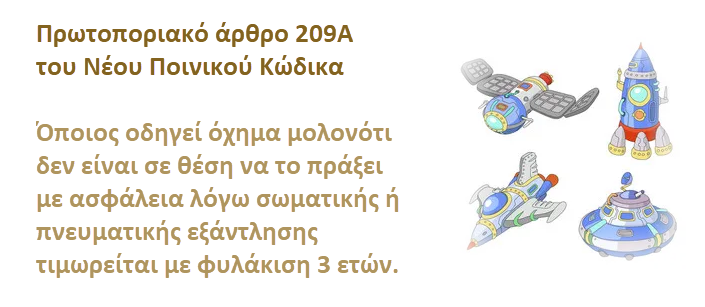 Πρωτοποριακό άρθρο 209Α
του Νέου Ποινικού Κώδικα
Όποιος οδηγεί όχημα μολονότι
δεν είναι σε θέση να το πράξει
με ασφάλεια λόγω σωματικής ή
πνευματικής εξάντλησης
τιμωρείται με φυλάκιση 3 ετών.